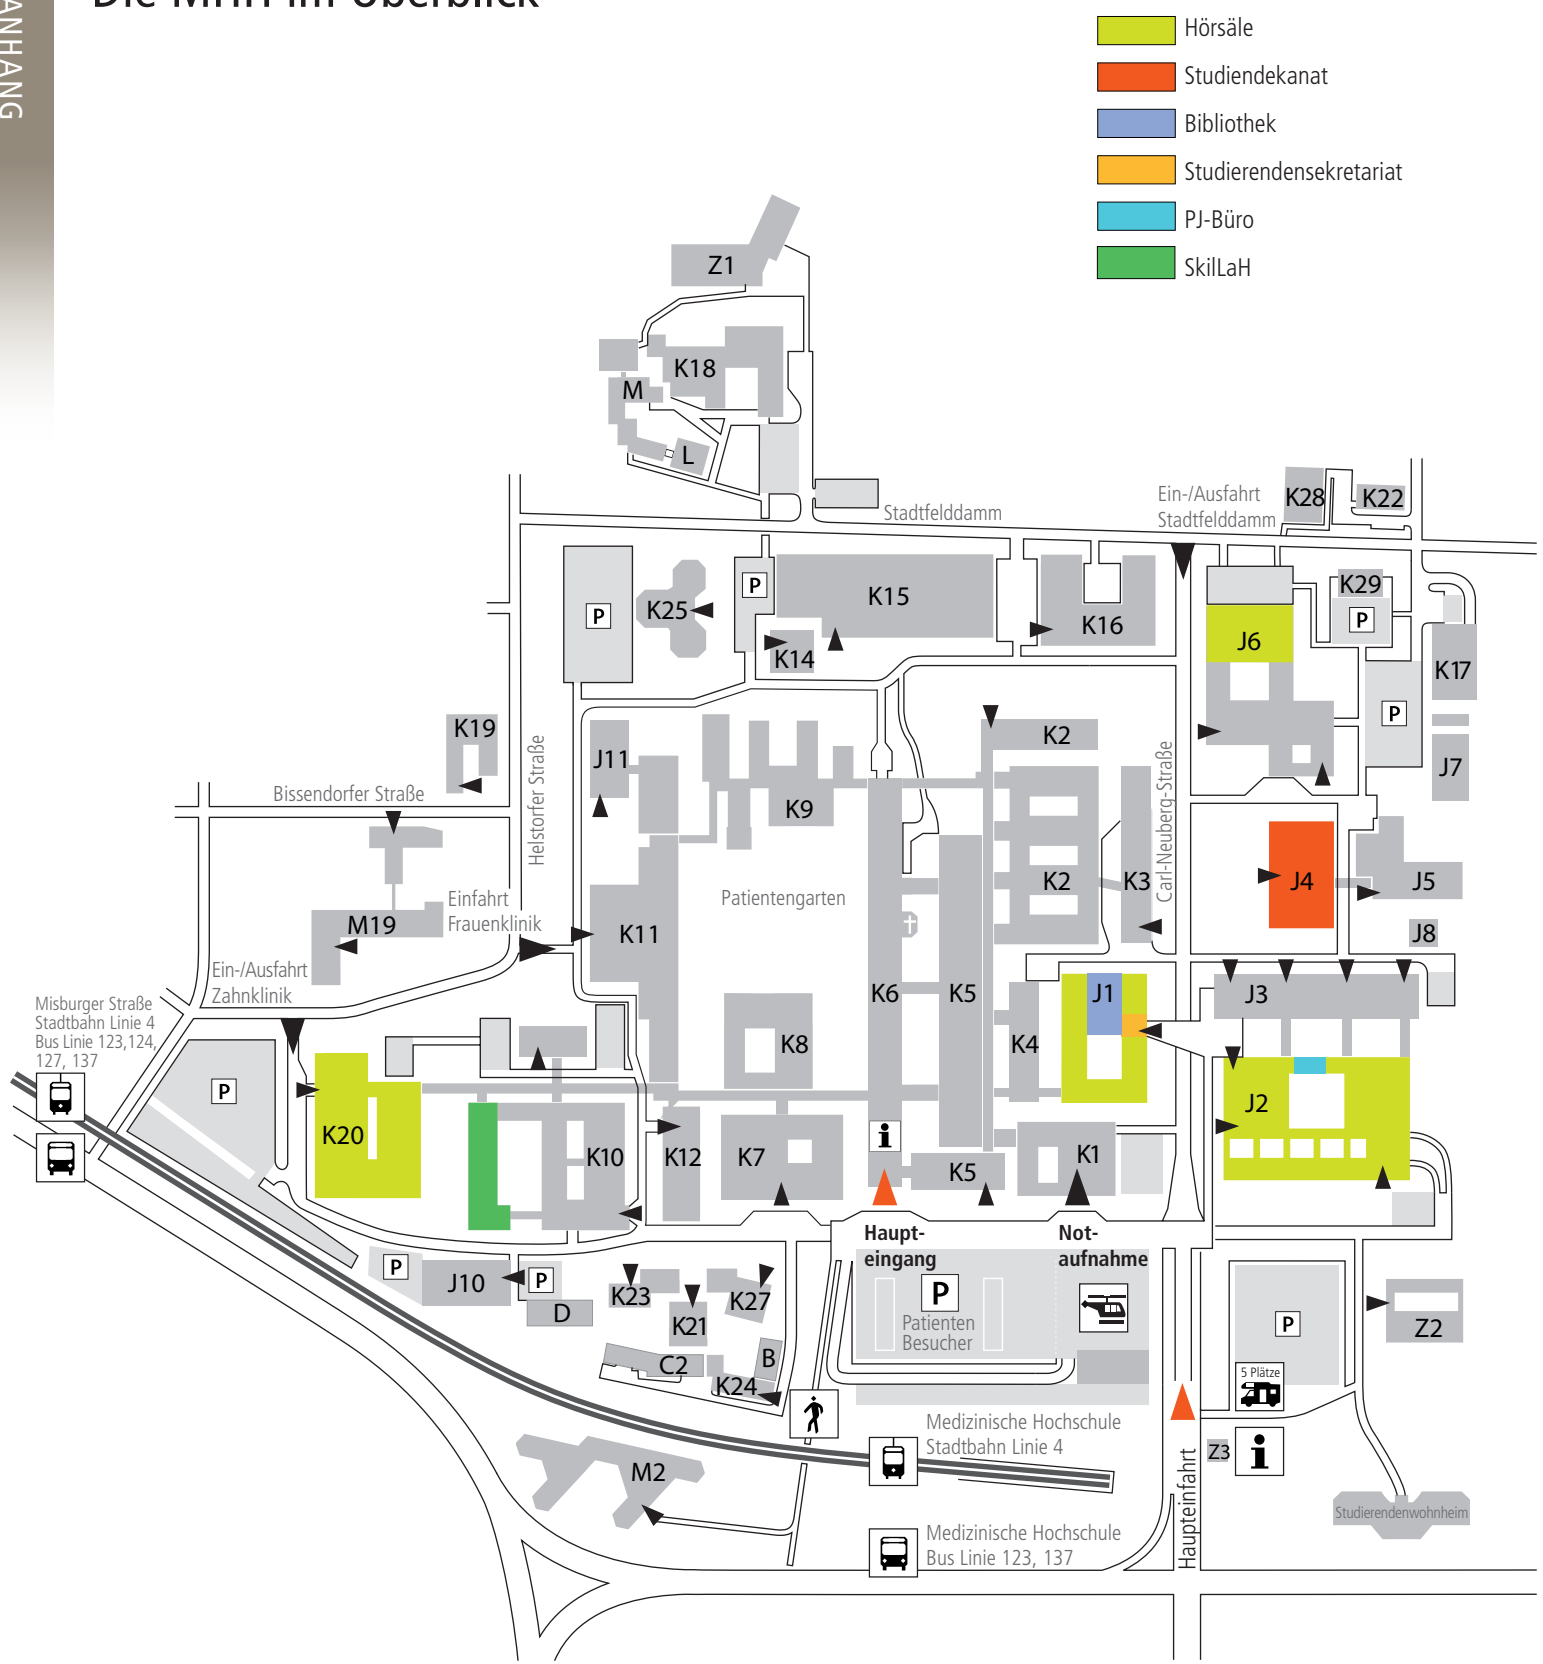 Die MHH im Überblick
ANHANG
Hörsäle
Studiendekanat
Bibliothek
Studierendensekretariat
PJ-Büro
SkilLaH
Z1
K18
M
L
Stadtfelddamm
Ein-/Ausfahrt
Stadtfelddamm
K28
K22
P
K25
P
K15
K14
K16
K29
P
J6
K17
P
J7
K19
Helstorfer Straße
J11
K9
K2
Carl-Neuberg-Straße
Bissendorfer Straße
Einfahrt
Frauenklinik
M19
Ein-/Ausfahrt
Zahnklinik
K11
Patientengarten
K2
K3
J4
J5
J8
Misburger Straße
Stadtbahn Linie 4
Bus Linie 123,124,
127, 137
K6
K5
J1
J3
K8
K4
P
K20
K10
K12
K7
i
K5
K1
J2
Haupt-
eingang
Not-
aufnahme
P
J10
P
D
K23
K21
K27
P
Patienten
Besucher
P
Z2
C2
B
K24
5 Plätze
Medizinische Hochschule
Stadtbahn Linie 4
Haupteinfahrt
Z3
i
M2
Studierendenwohnheim
Medizinische Hochschule
Bus Linie 123, 137